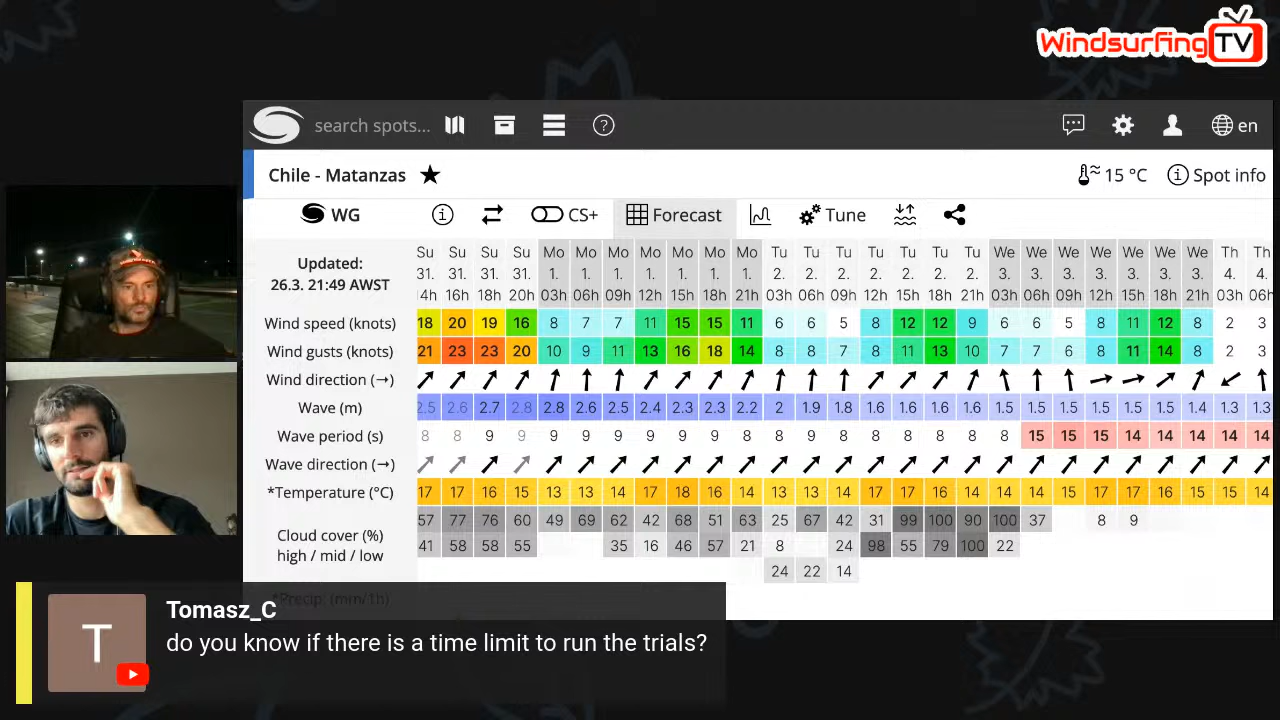 Windsurfing TV
search spots... ? en
Chile - Matanzas ★ 15 °C i Spot info
WG i CS+ Forecast Tune
Updated:
26.3. 21:49 AWST
Su Su Su Su Mo Mo Mo Mo Mo Mo Mo Tu Tu Tu Tu Tu Tu Tu We We We We We We We Th Th
31. 31. 31. 31. 1. 1. 1. 1. 1. 1. 1. 2. 2. 2. 2. 2. 2. 2. 3. 3. 3. 3. 3. 3. 3. 4. 4.
14h 16h 18h 20h 03h 06h 09h 12h 15h 18h 21h 03h 06h 09h 12h 15h 18h 21h 03h 06h 09h 12h 15h 18h 21h 03h 06h
Wind speed (knots) 18 20 19 16 8 7 7 11 15 15 11 6 6 5 8 12 12 9 6 6 5 8 11 12 8 2 3
Wind gusts (knots) 21 23 23 20 10 9 11 13 16 18 14 8 8 7 8 11 13 10 7 7 6 8 11 14 8 2 3
Wind direction (→)
Wave (m) 2.5 2.6 2.7 2.8 2.8 2.6 2.5 2.4 2.3 2.3 2.2 2 1.9 1.8 1.6 1.6 1.6 1.6 1.5 1.5 1.5 1.5 1.5 1.5 1.4 1.3 1.3
Wave period (s) 8 8 9 9 9 9 9 9 9 9 8 8 9 8 8 8 8 8 8 15 15 15 14 14 14 14 14
Wave direction (→)
*Temperature (°C) 17 17 16 15 13 13 14 17 18 16 14 13 13 14 17 17 16 14 14 14 15 17 17 16 15 15 14
Cloud cover (%) 57 77 76 60 49 69 62 42 68 51 63 25 67 42 31 99 100 90 100 37 8 9
high / mid / low 41 58 58 55 35 16 46 57 21 8 24 98 55 79 100 22
24 22 14
*Precip. (mm/1h)
T
Tomasz_C
do you know if there is a time limit to run the trials?